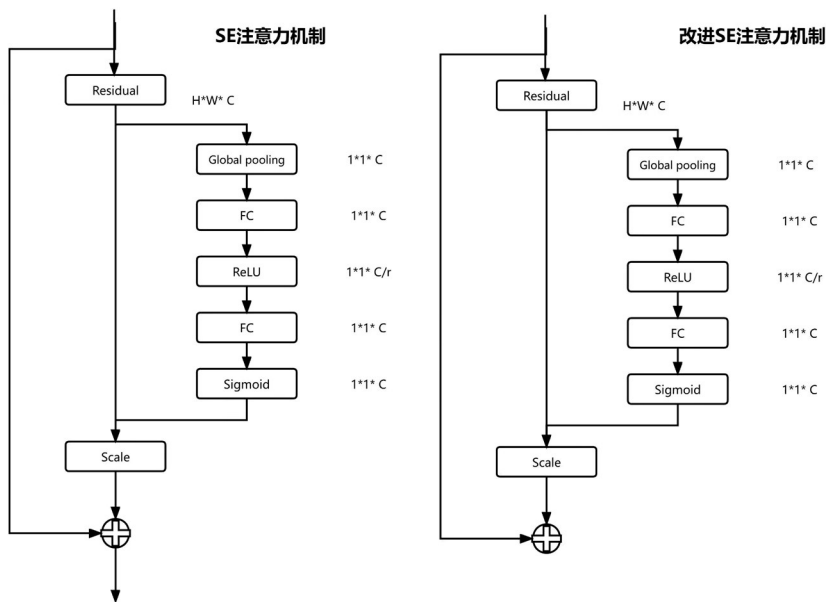 SE注意力机制
Residual
H*W* C
Global pooling
1*1* C
FC
1*1* C
ReLU
1*1* C/r
FC
1*1* C
Sigmoid
1*1* C
Scale
改进SE注意力机制
Residual
H*W* C
Global pooling
1*1* C
FC
1*1* C
ReLU
1*1* C/r
FC
1*1* C
Sigmoid
1*1* C
Scale